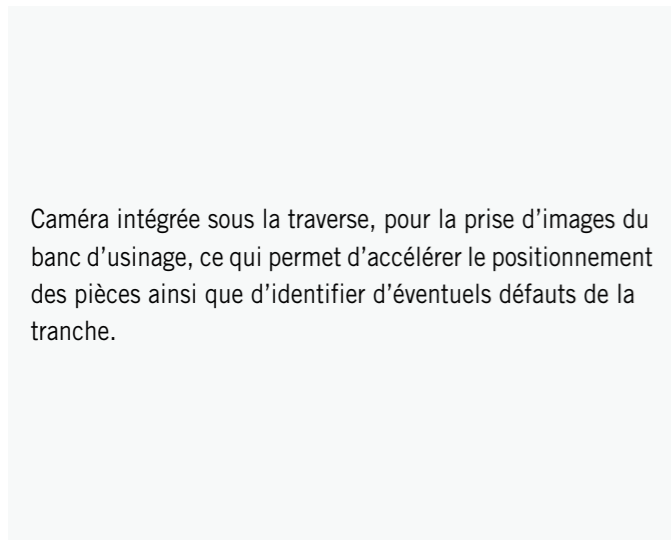 Caméra intégrée sous la traverse, pour la prise d’images du
banc d’usinage, ce qui permet d’accélérer le positionnement
des pièces ainsi que d’identifier d’éventuels défauts de la
tranche.